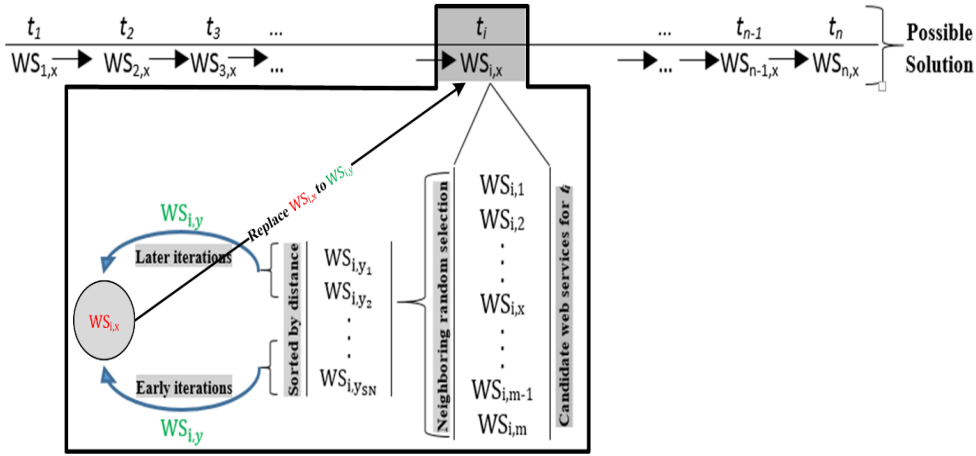 t1 t2 t3 ... ti ... tn-1 tn
WS1,x WS2,x WS3,x ... WSi,x ... WSn-1,x WSn,x
Possible
Solution
Replace WSi,x to WSi,y
WSi,y
Later iterations
WSi,x
Early iterations
WSi,y
Sorted by distance
WSi,y1
WSi,y2
WSi,ySN
Neighboring random selection
WSi,1
WSi,2
WSi,x
WSi,m-1
WSi,m
Candidate web services for ti